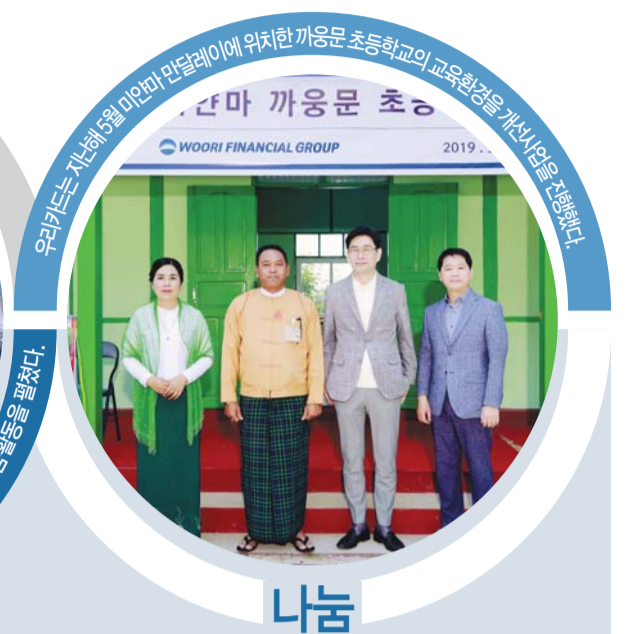 우리카드는 지난해 5월 미얀마 만달레이에 위치한 까웅문 초등학교의 교육환경을 개선사업을 진행했다.
미얀마 까웅문 초등
WOORI FINANCIAL GROUP 2019 .
활동을 펼쳤다.
나눔